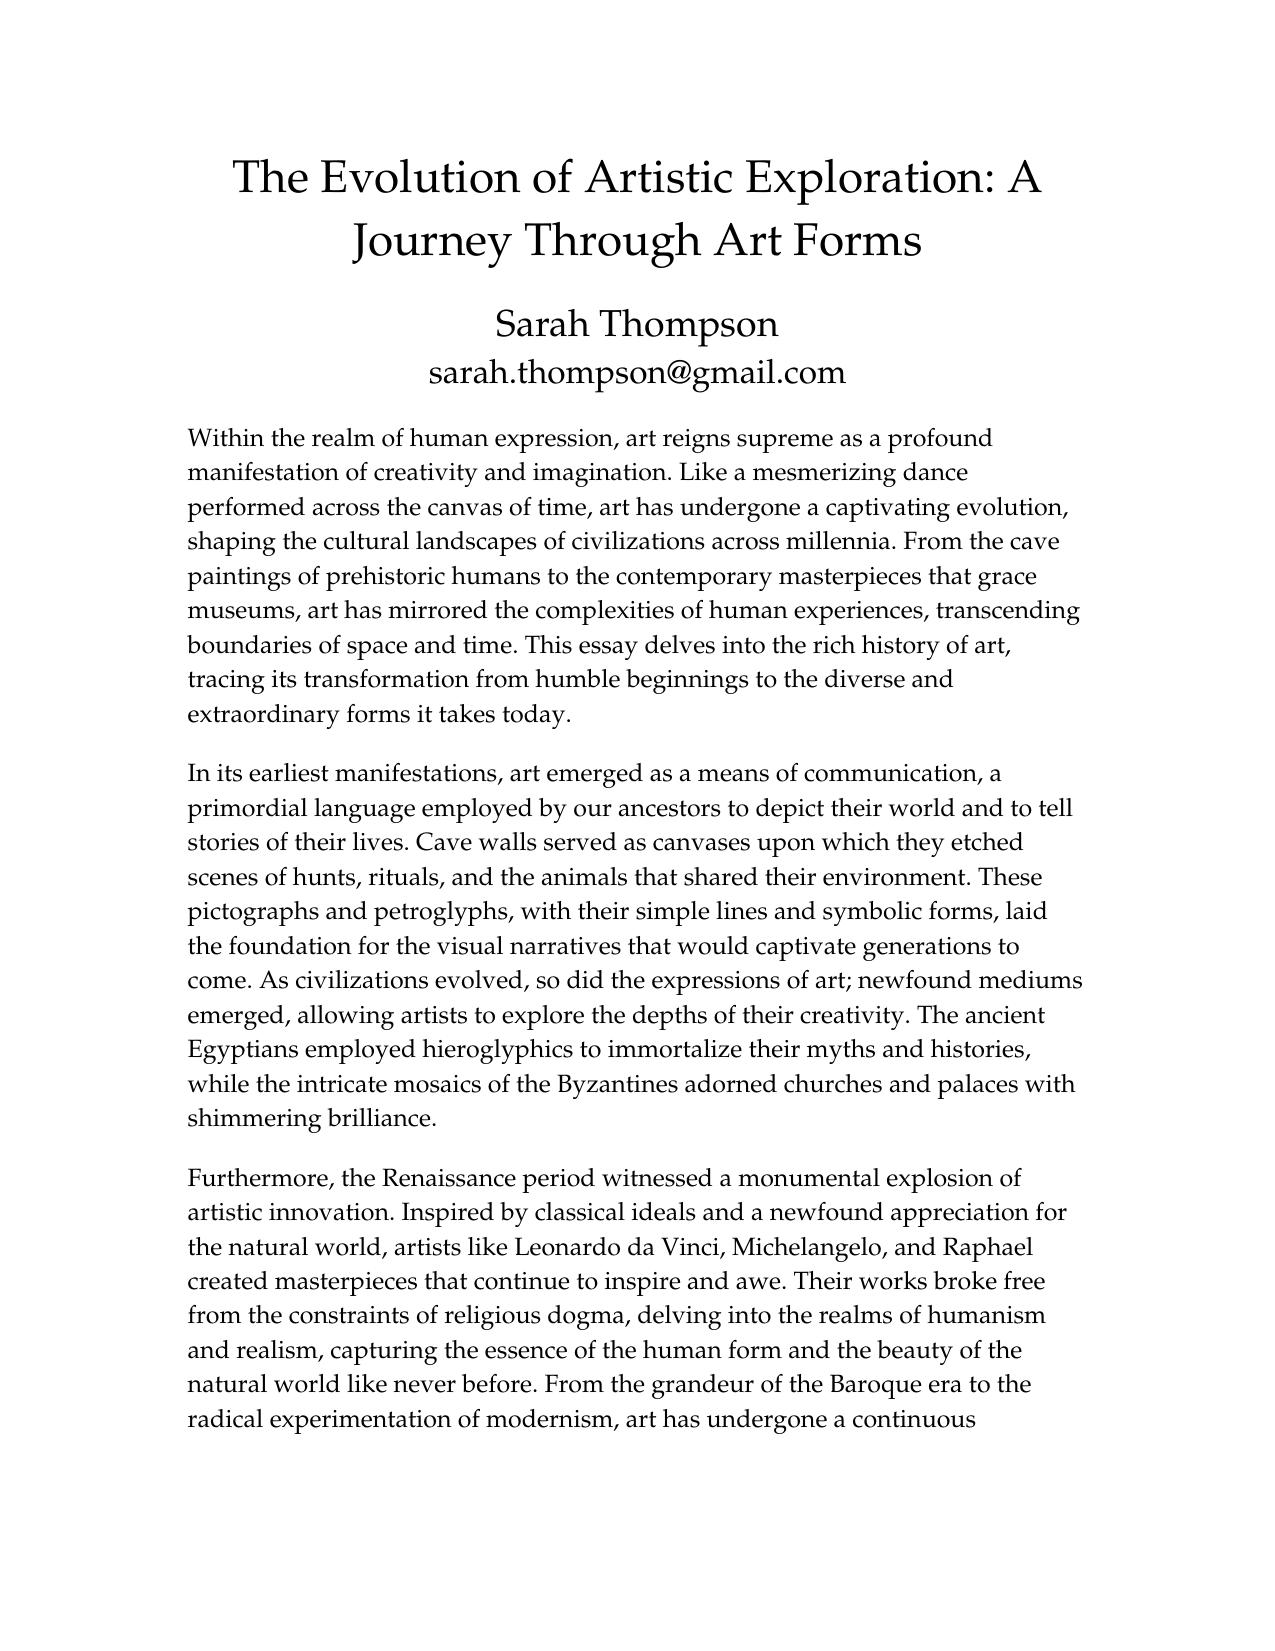 The Evolution of Artistic Exploration: A
Journey Through Art Forms
Sarah Thompson
sarah.thompson@gmail.com
Within the realm of human expression, art reigns supreme as a profound
manifestation of creativity and imagination. Like a mesmerizing dance
performed across the canvas of time, art has undergone a captivating evolution,
shaping the cultural landscapes of civilizations across millennia. From the cave
paintings of prehistoric humans to the contemporary masterpieces that grace
museums, art has mirrored the complexities of human experiences, transcending
boundaries of space and time. This essay delves into the rich history of art,
tracing its transformation from humble beginnings to the diverse and
extraordinary forms it takes today.
In its earliest manifestations, art emerged as a means of communication, a
primordial language employed by our ancestors to depict their world and to tell
stories of their lives. Cave walls served as canvases upon which they etched
scenes of hunts, rituals, and the animals that shared their environment. These
pictographs and petroglyphs, with their simple lines and symbolic forms, laid
the foundation for the visual narratives that would captivate generations to
come. As civilizations evolved, so did the expressions of art; newfound mediums
emerged, allowing artists to explore the depths of their creativity. The ancient
Egyptians employed hieroglyphics to immortalize their myths and histories,
while the intricate mosaics of the Byzantines adorned churches and palaces with
shimmering brilliance.
Furthermore, the Renaissance period witnessed a monumental explosion of
artistic innovation. Inspired by classical ideals and a newfound appreciation for
the natural world, artists like Leonardo da Vinci, Michelangelo, and Raphael
created masterpieces that continue to inspire and awe. Their works broke free
from the constraints of religious dogma, delving into the realms of humanism
and realism, capturing the essence of the human form and the beauty of the
natural world like never before. From the grandeur of the Baroque era to the
radical experimentation of modernism, art has undergone a continuous